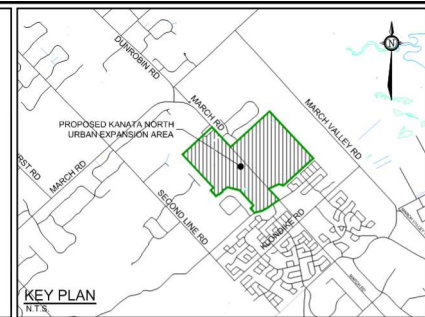 DUNROBIN RD
N
MARCH RD
MARCH VALLEY RD
PROPOSED KANATA NORTH
URBAN EXPANSION AREA
RST RD
MARCH RD
SECOND LINE RD
KLONDIKE RD
KEY PLAN
N.T.S.